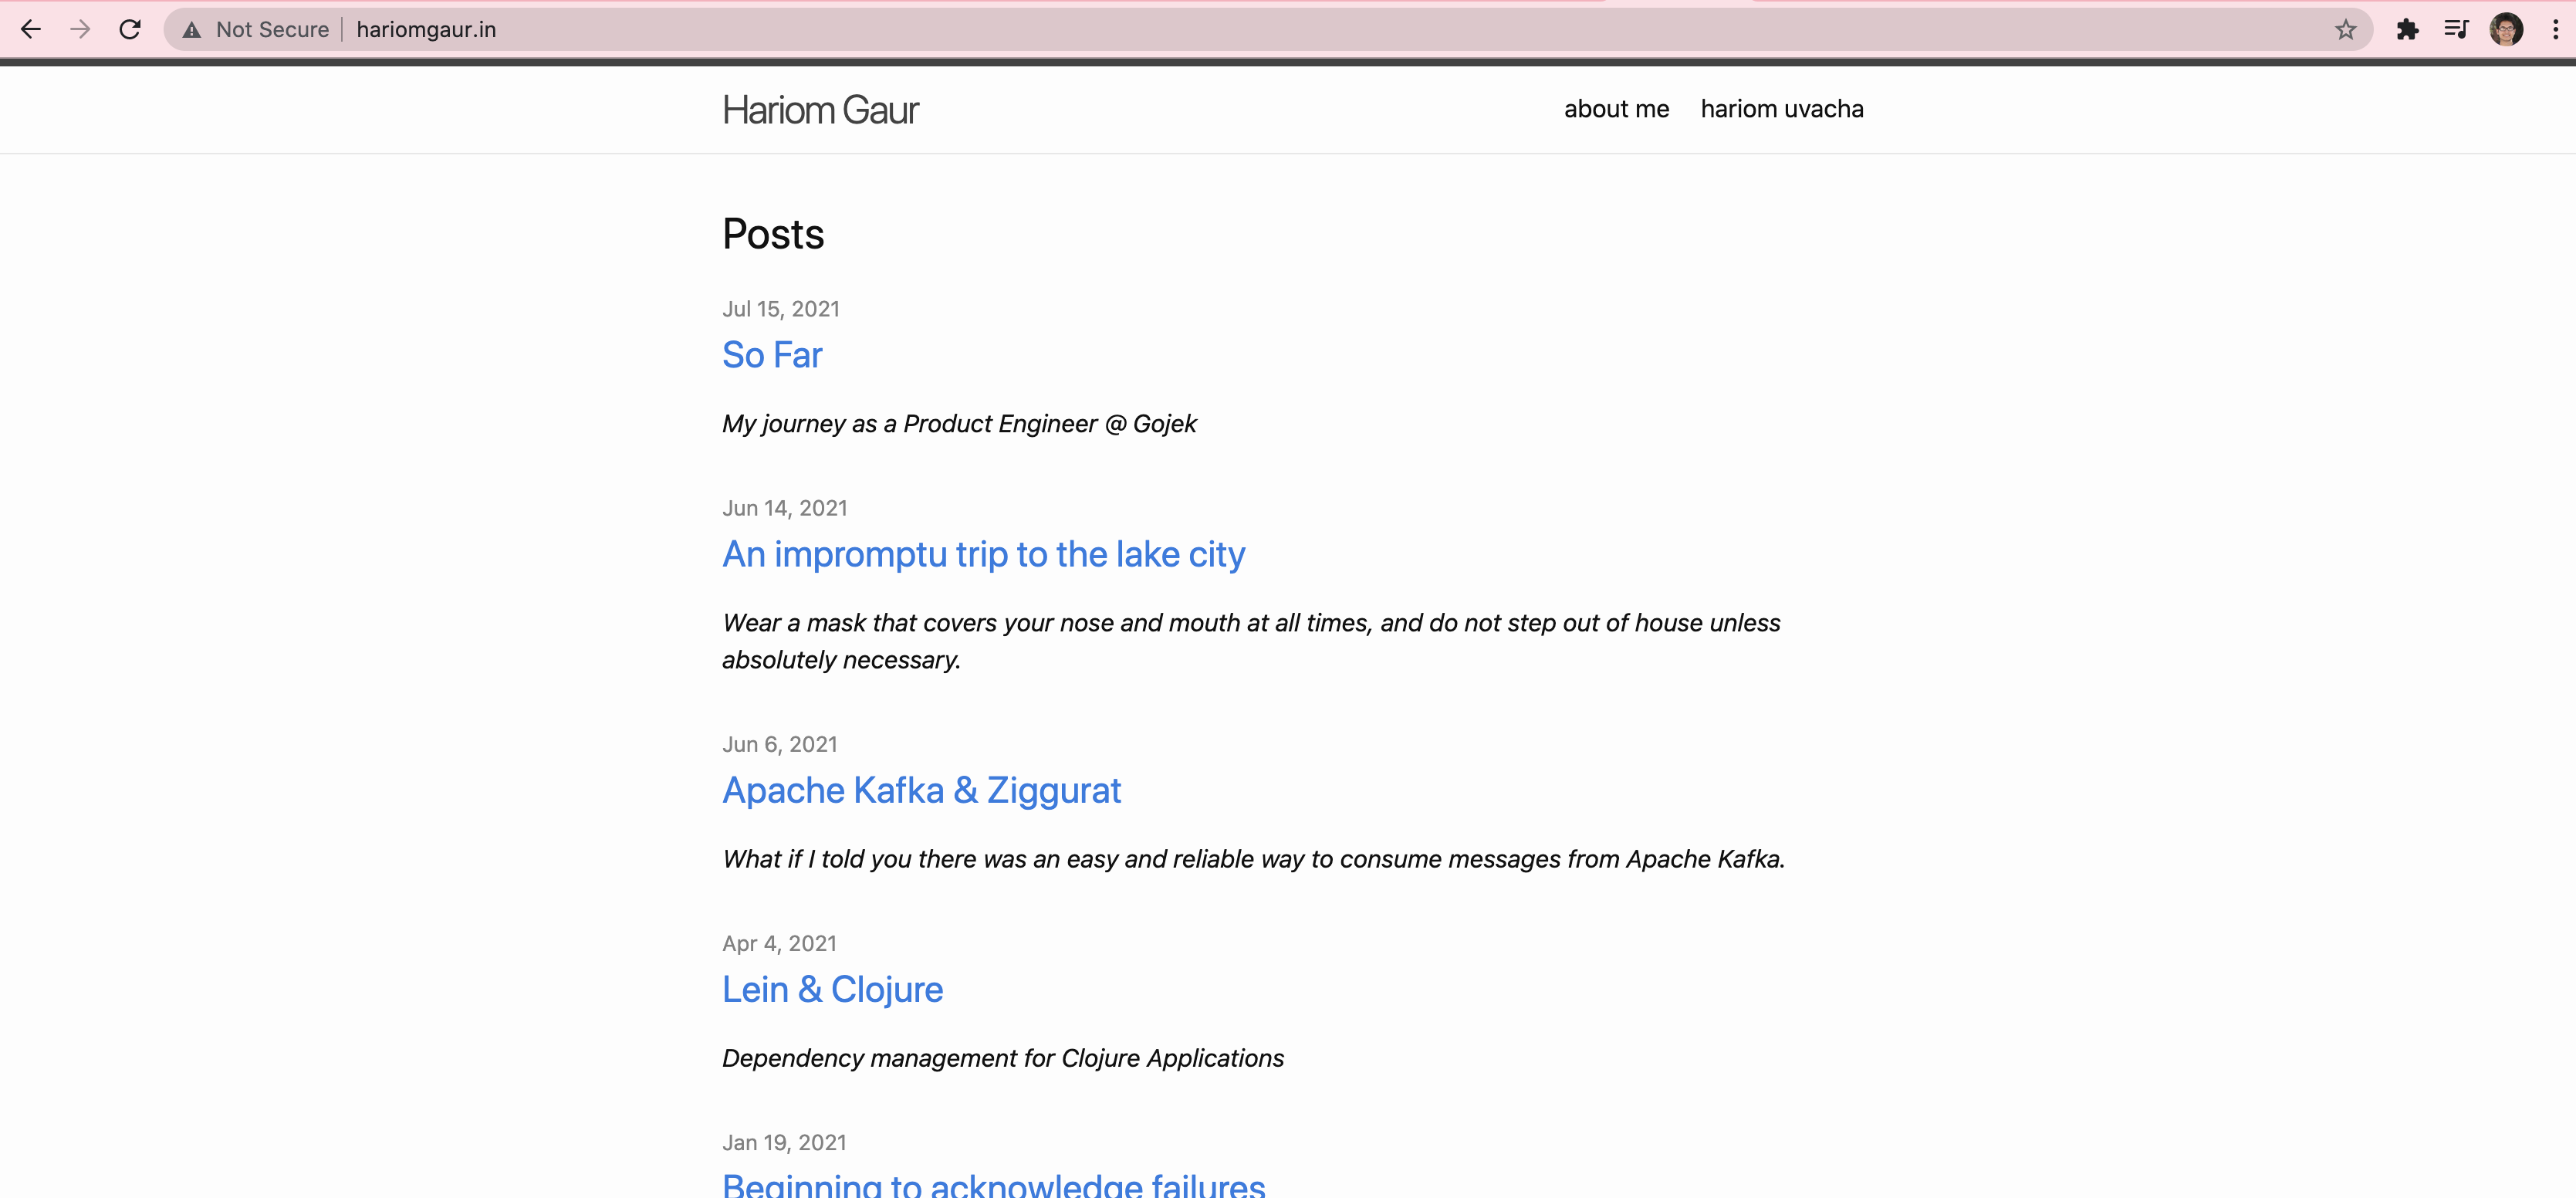 Not Secure hariomgaur.in
Hariom Gaur
about me hariom uvacha
Posts
Jul 15, 2021
So Far
My journey as a Product Engineer @ Gojek
Jun 14, 2021
An impromptu trip to the lake city
Wear a mask that covers your nose and mouth at all times, and do not step out of house unless
absolutely necessary.
Jun 6, 2021
Apache Kafka & Ziggurat
What if I told you there was an easy and reliable way to consume messages from Apache Kafka.
Apr 4, 2021
Lein & Clojure
Dependency management for Clojure Applications
Jan 19, 2021
Beginning to acknowledge failures